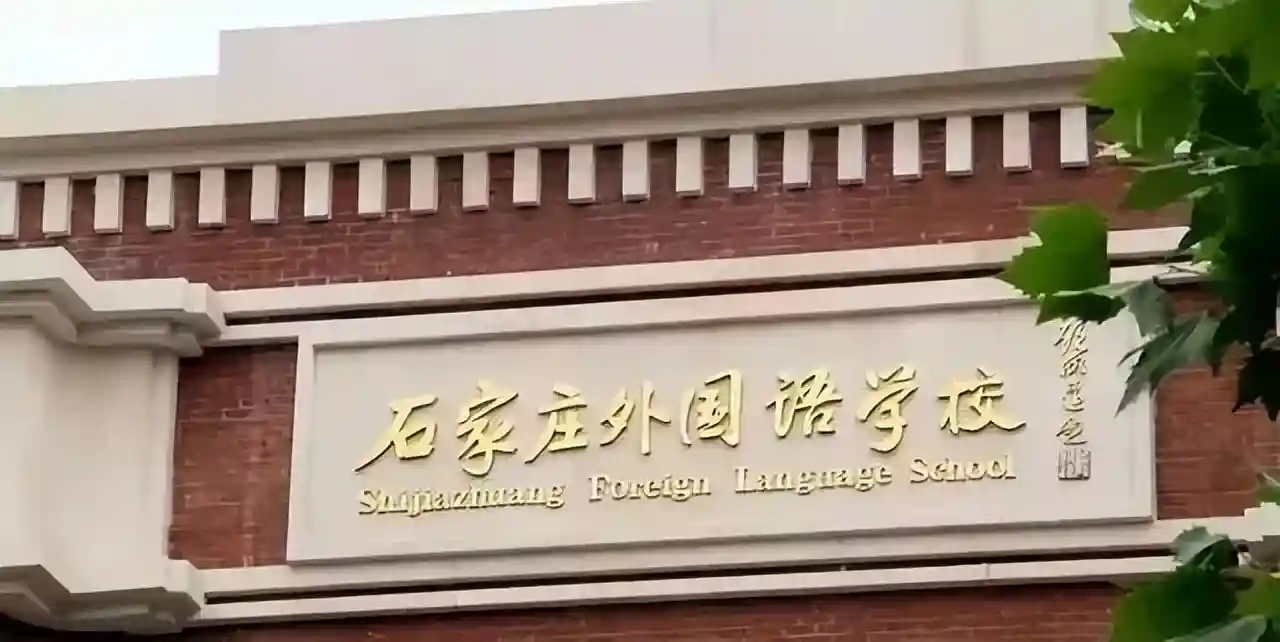 石家庄外国语学校
Shijiazhuang Foreign Language School